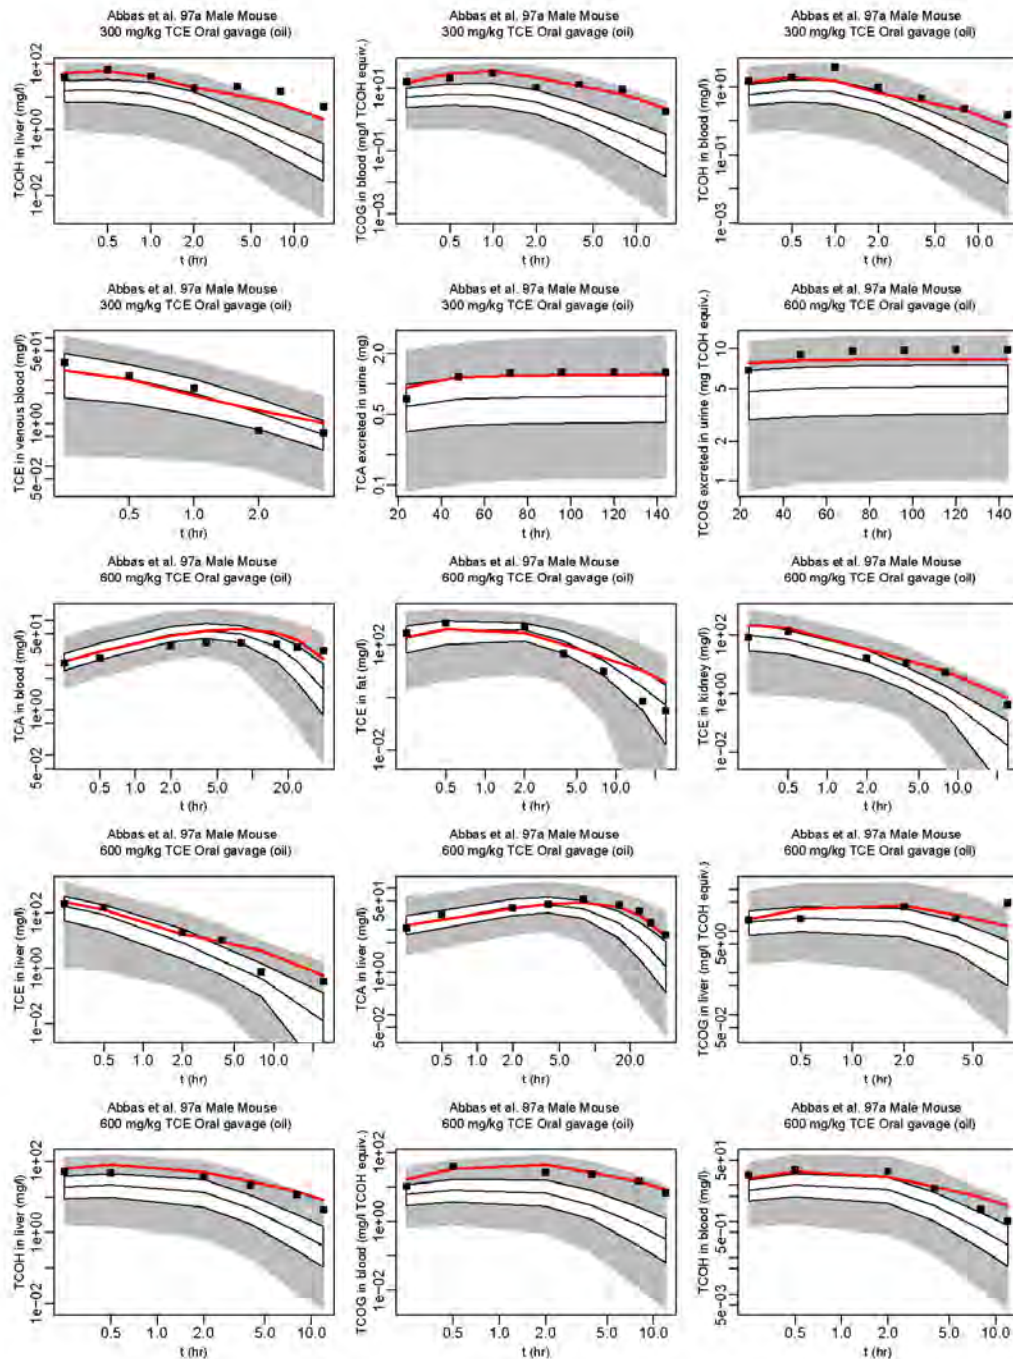 Abbas et al. 97a Male Mouse
300 mg/kg TCE Oral gavage (oil)
TCOH in liver (mg/l)
1e+02
1e+00
1e−02
0.5 1.0 2.0 5.0 10.0
t (hr)
Abbas et al. 97a Male Mouse
300 mg/kg TCE Oral gavage (oil)
TCOG in blood (mg/l TCOH equiv.)
1e+01
1e−01
1e−03
0.5 1.0 2.0 5.0 10.0
t (hr)
Abbas et al. 97a Male Mouse
300 mg/kg TCE Oral gavage (oil)
TCOH in blood (mg/l)
1e+01
1e−01
1e−03
0.5 1.0 2.0 5.0 10.0
t (hr)
Abbas et al. 97a Male Mouse
300 mg/kg TCE Oral gavage (oil)
TCE in venous blood (mg/l)
5e+01
1e+00
5e−02
0.5 1.0 2.0
t (hr)
Abbas et al. 97a Male Mouse
300 mg/kg TCE Oral gavage (oil)
TCA excreted in urine (mg)
2.0
0.5
0.1
20 40 60 80 100 120 140
t (hr)
Abbas et al. 97a Male Mouse
600 mg/kg TCE Oral gavage (oil)
TCOG excreted in urine (mg TCOH equiv.)
10
5
2
1
20 40 60 80 100 120 140
t (hr)
Abbas et al. 97a Male Mouse
600 mg/kg TCE Oral gavage (oil)
TCA in blood (mg/l)
5e+01
1e+00
5e−02
0.5 1.0 2.0 5.0 20.0
t (hr)
Abbas et al. 97a Male Mouse
600 mg/kg TCE Oral gavage (oil)
TCE in fat (mg/l)
1e+02
1e−02
0.5 1.0 2.0 5.0 10.0
t (hr)
Abbas et al. 97a Male Mouse
600 mg/kg TCE Oral gavage (oil)
TCE in kidney (mg/l)
1e+02
1e+00
1e−02
0.5 1.0 2.0 5.0 10.0
t (hr)
Abbas et al. 97a Male Mouse
600 mg/kg TCE Oral gavage (oil)
TCE in liver (mg/l)
1e+02
1e+00
1e−02
0.5 1.0 2.0 5.0 10.0
t (hr)
Abbas et al. 97a Male Mouse
600 mg/kg TCE Oral gavage (oil)
TCA in liver (mg/l)
5e+01
1e+00
5e−02
0.5 1.0 2.0 5.0 20.0
t (hr)
Abbas et al. 97a Male Mouse
600 mg/kg TCE Oral gavage (oil)
TCOG in liver (mg/l TCOH equiv.)
5e+00
5e−02
0.5 1.0 2.0 5.0
t (hr)
Abbas et al. 97a Male Mouse
600 mg/kg TCE Oral gavage (oil)
TCOH in liver (mg/l)
1e+02
1e+00
1e−02
0.5 1.0 2.0 5.0 10.0
t (hr)
Abbas et al. 97a Male Mouse
600 mg/kg TCE Oral gavage (oil)
TCOG in blood (mg/l TCOH equiv.)
1e+02
1e+00
1e−02
0.5 1.0 2.0 5.0 10.0
t (hr)
Abbas et al. 97a Male Mouse
600 mg/kg TCE Oral gavage (oil)
TCOH in blood (mg/l)
5e+01
5e−01
5e−03
0.5 1.0 2.0 5.0 10.0
t (hr)